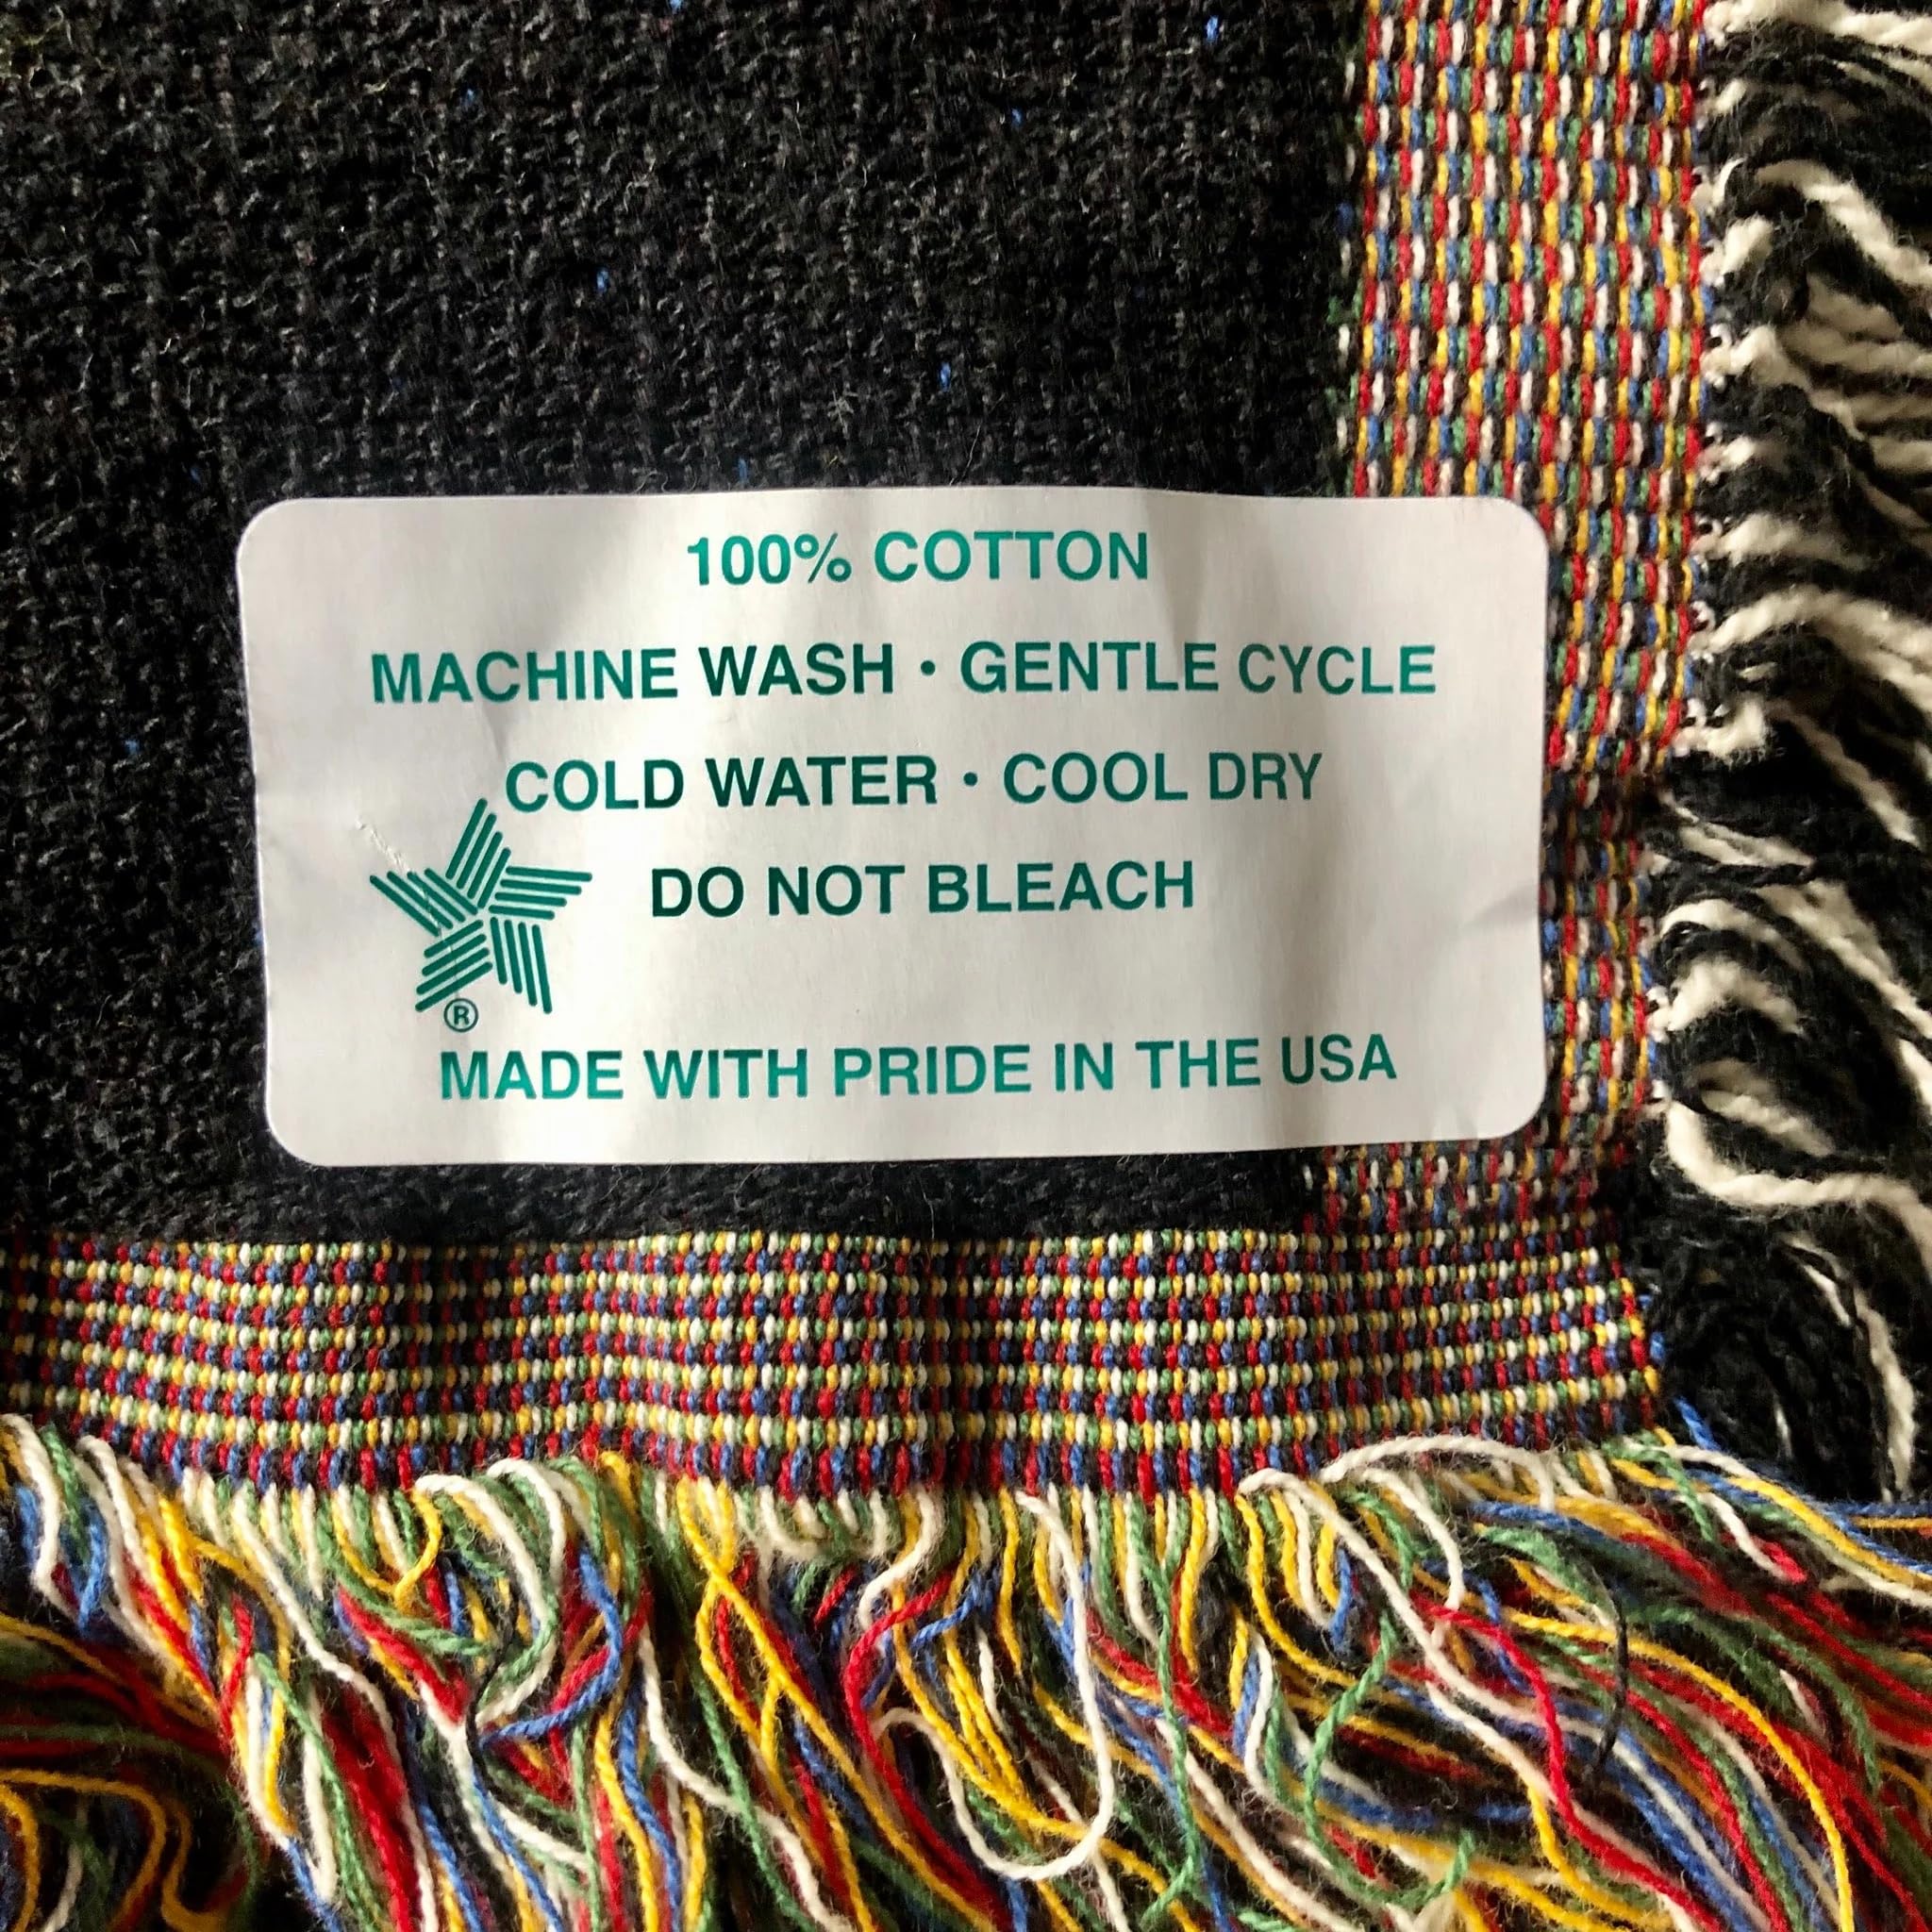 100% COTTON
MACHINE WASH • GENTLE CYCLE
COLD WATER • COOL DRY
DO NOT BLEACH
®
MADE WITH PRIDE IN THE USA